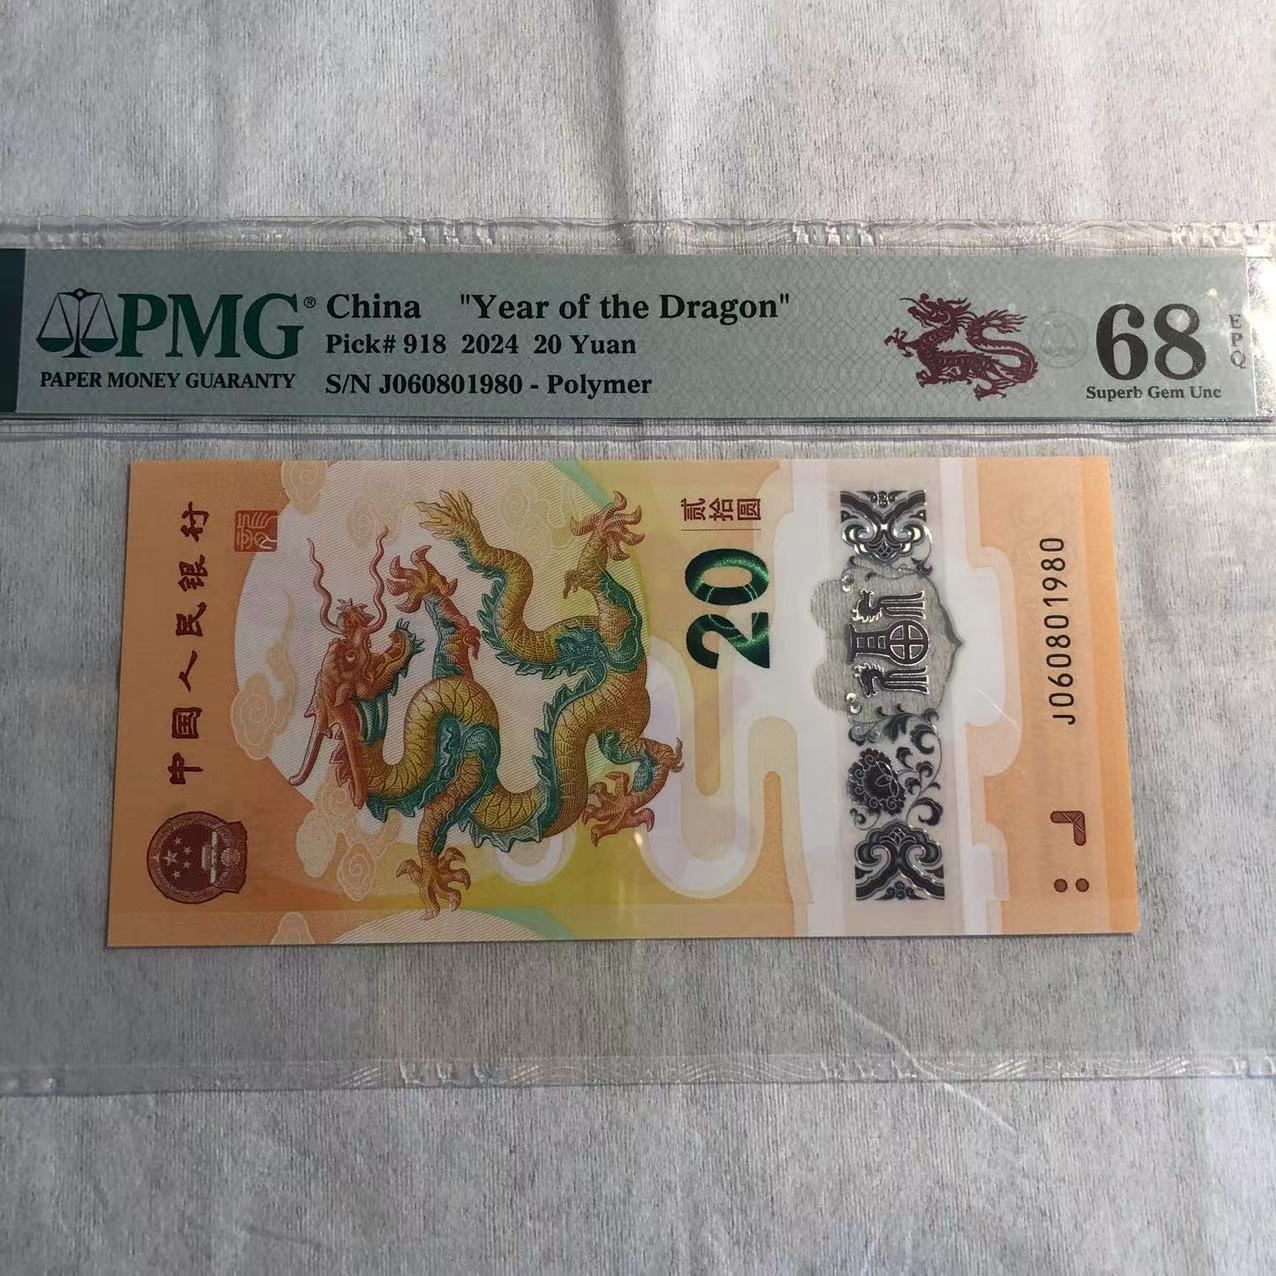 PMG®
PAPER MONEY GUARANTY
China "Year of the Dragon"
Pick# 918 2024 20 Yuan
S/N J060801980 - Polymer
68
EPQ
Superb Gem Unc
中国人民银行
贰拾圆
20
福
J060801980